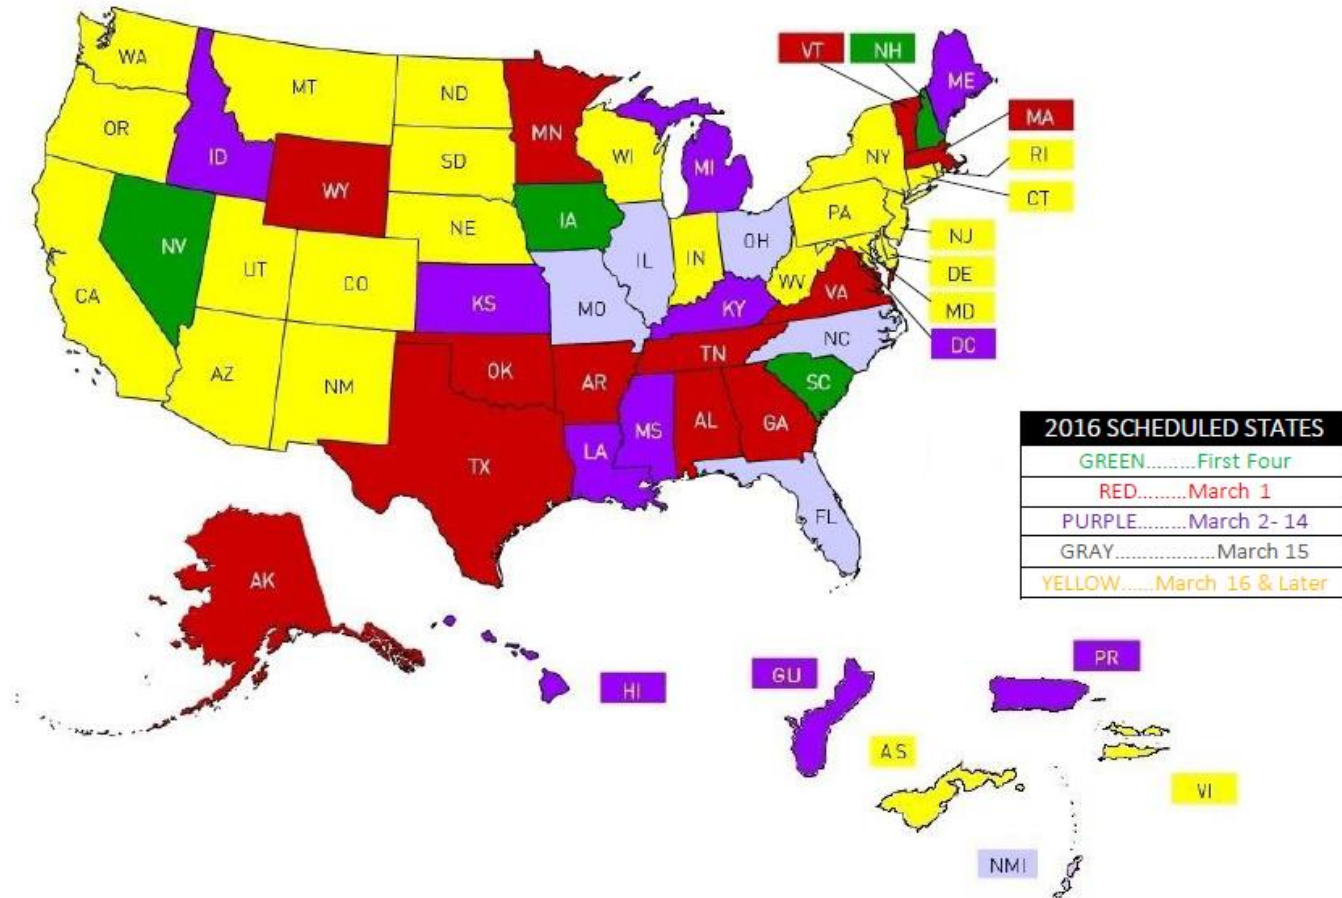 WA
MT
ND
MN
VT
NH
ME
OR
ID
SD
WI
MI
NY
MA
RI
CT
WY
NE
IA
PA
NJ
NV
UT
CO
IL
IN
OH
WV
VA
DE
MD
DC
CA
KS
MO
KY
NC
AZ
NM
OK
AR
TN
SC
TX
LA
MS
AL
GA
FL
2016 SCHEDULED STATES
GREEN.........First Four
RED.........March 1
PURPLE.........March 2- 14
GRAY..................March 15
YELLOW......March 16 & Later
AK
HI
GU
PR
AS
VI
NMI